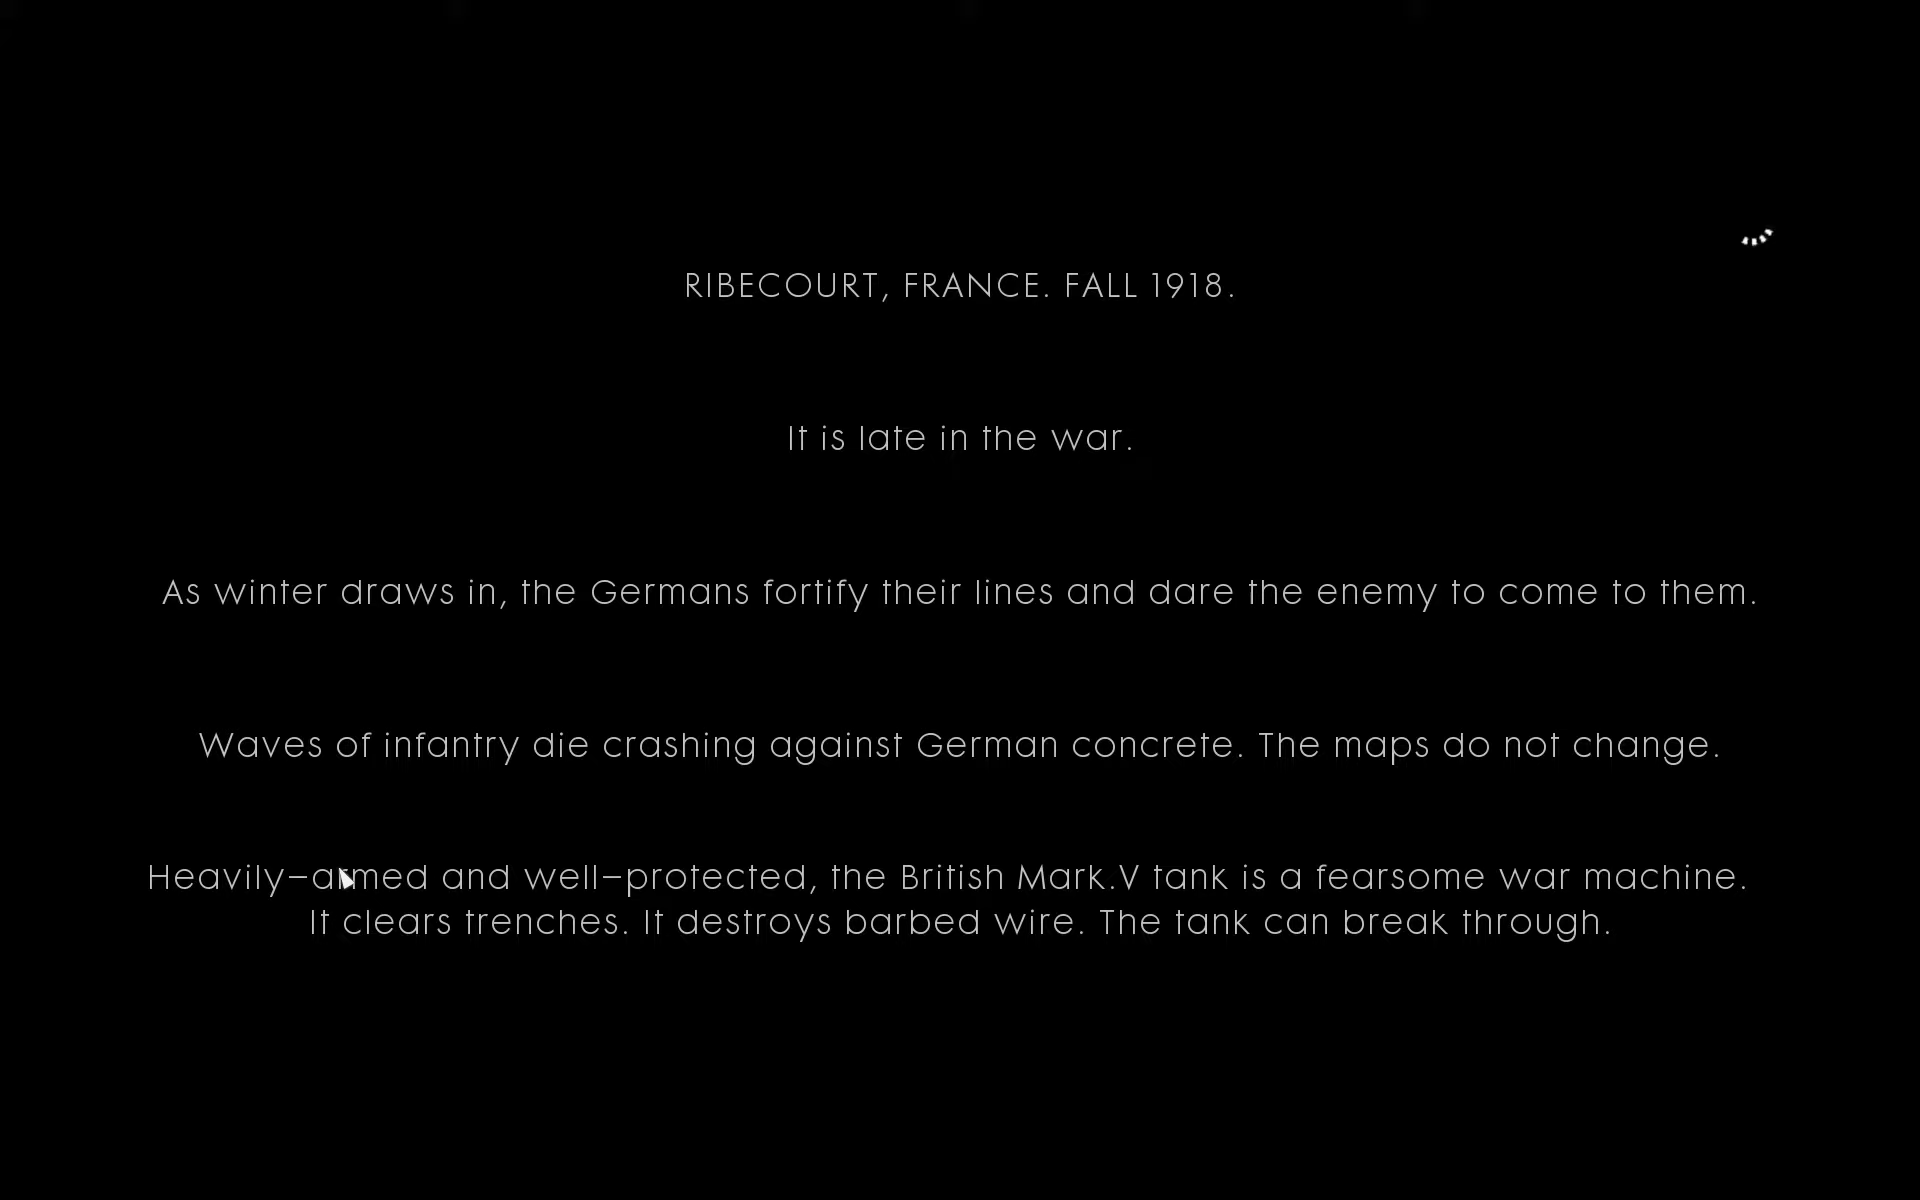 RIBECOURT, FRANCE. FALL 1918.
It is late in the war.
As winter draws in, the Germans fortify their lines and dare the enemy to come to them.
Waves of infantry die crashing against German concrete. The maps do not change.
Heavily-armed and well-protected, the British Mark.V tank is a fearsome war machine.
It clears trenches. It destroys barbed wire. The tank can break through.